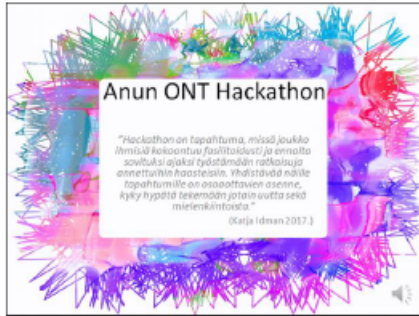 Anun ONT Hackathon
"Hackathon on tapahtuma, missä joukko
ihmisiä kokoontuu fasilitoidusti ja ennalta
sovituksi ajaksi työstämään ratkaisuja
annettuihin haasteisiin. Yhdistävää näille
tapahtumille on osaaottavien asenne,
kyky hypätä tekemään jotain uutta sekä
mielenkiintoista."
(Katja Idman 2017.)